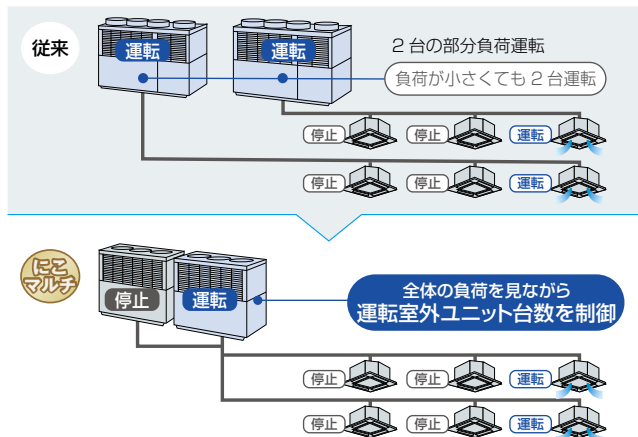 従来
運転
運転
2台の部分負荷運転
負荷が小さくても2台運転
停止
停止
運転
停止
停止
運転
にこ
マルチ
停止
運転
全体の負荷を見ながら
運転室外ユニット台数を制御
停止
停止
運転
停止
停止
運転